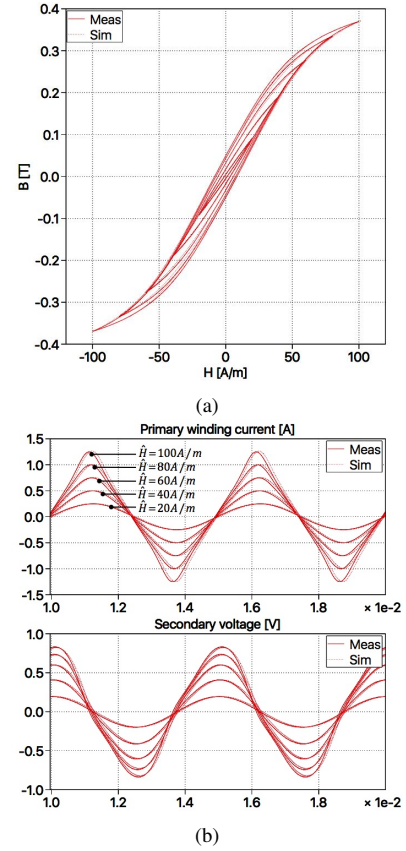 Meas
Sim
0.4
0.3
0.2
0.1
0.0
-0.1
-0.2
-0.3
-0.4
B [T]
-100 -50 0 50 100
H [A/m]
(a)
Primary winding current [A]
1.5
1.0
0.5
0.0
-0.5
-1.0
-1.5
Ĥ=100A/m
Ĥ=80A/m
Ĥ=60A/m
Ĥ=40A/m
Ĥ=20A/m
Meas
Sim
1.0 1.2 1.4 1.6 1.8 × 1e-2
Secondary voltage [V]
1.0
0.5
0.0
-0.5
-1.0
Meas
Sim
1.0 1.2 1.4 1.6 1.8 × 1e-2
(b)